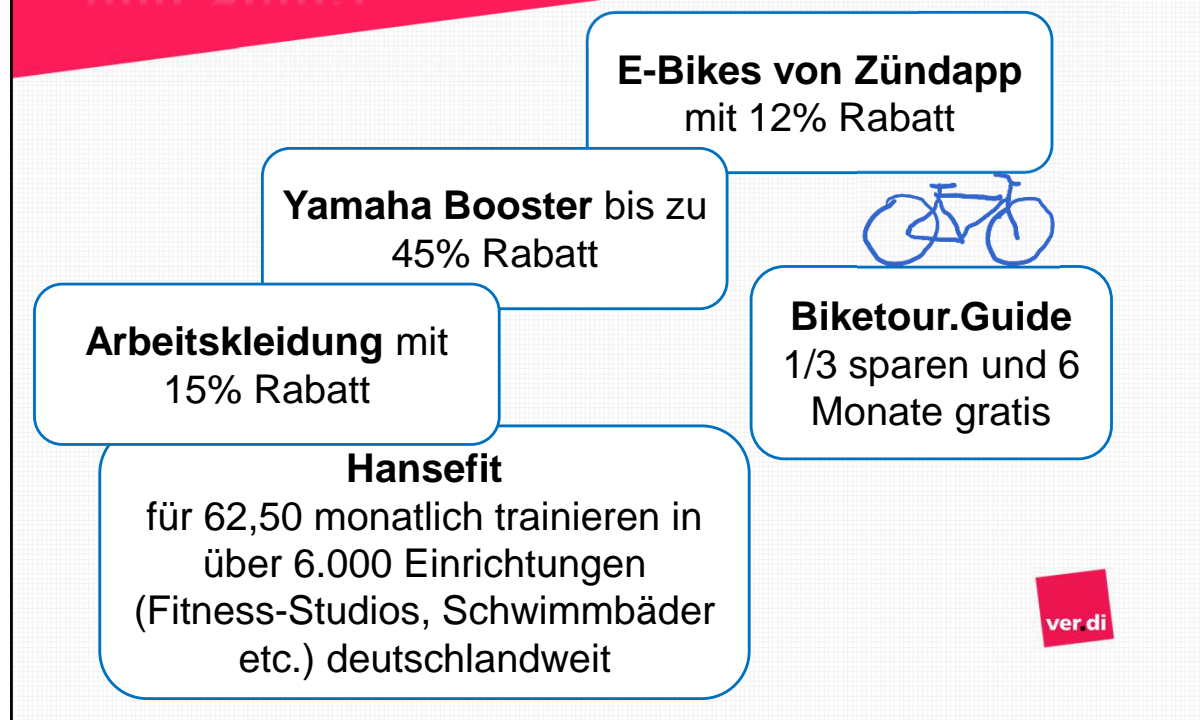 E-Bikes von Zündapp
mit 12% Rabatt
Yamaha Booster bis zu
45% Rabatt
Arbeitskleidung mit
15% Rabatt
Biketour.Guide
1/3 sparen und 6
Monate gratis
Hansefit
für 62,50 monatlich trainieren in
über 6.000 Einrichtungen
(Fitness-Studios, Schwimmbäder
etc.) deutschlandweit
ver.di